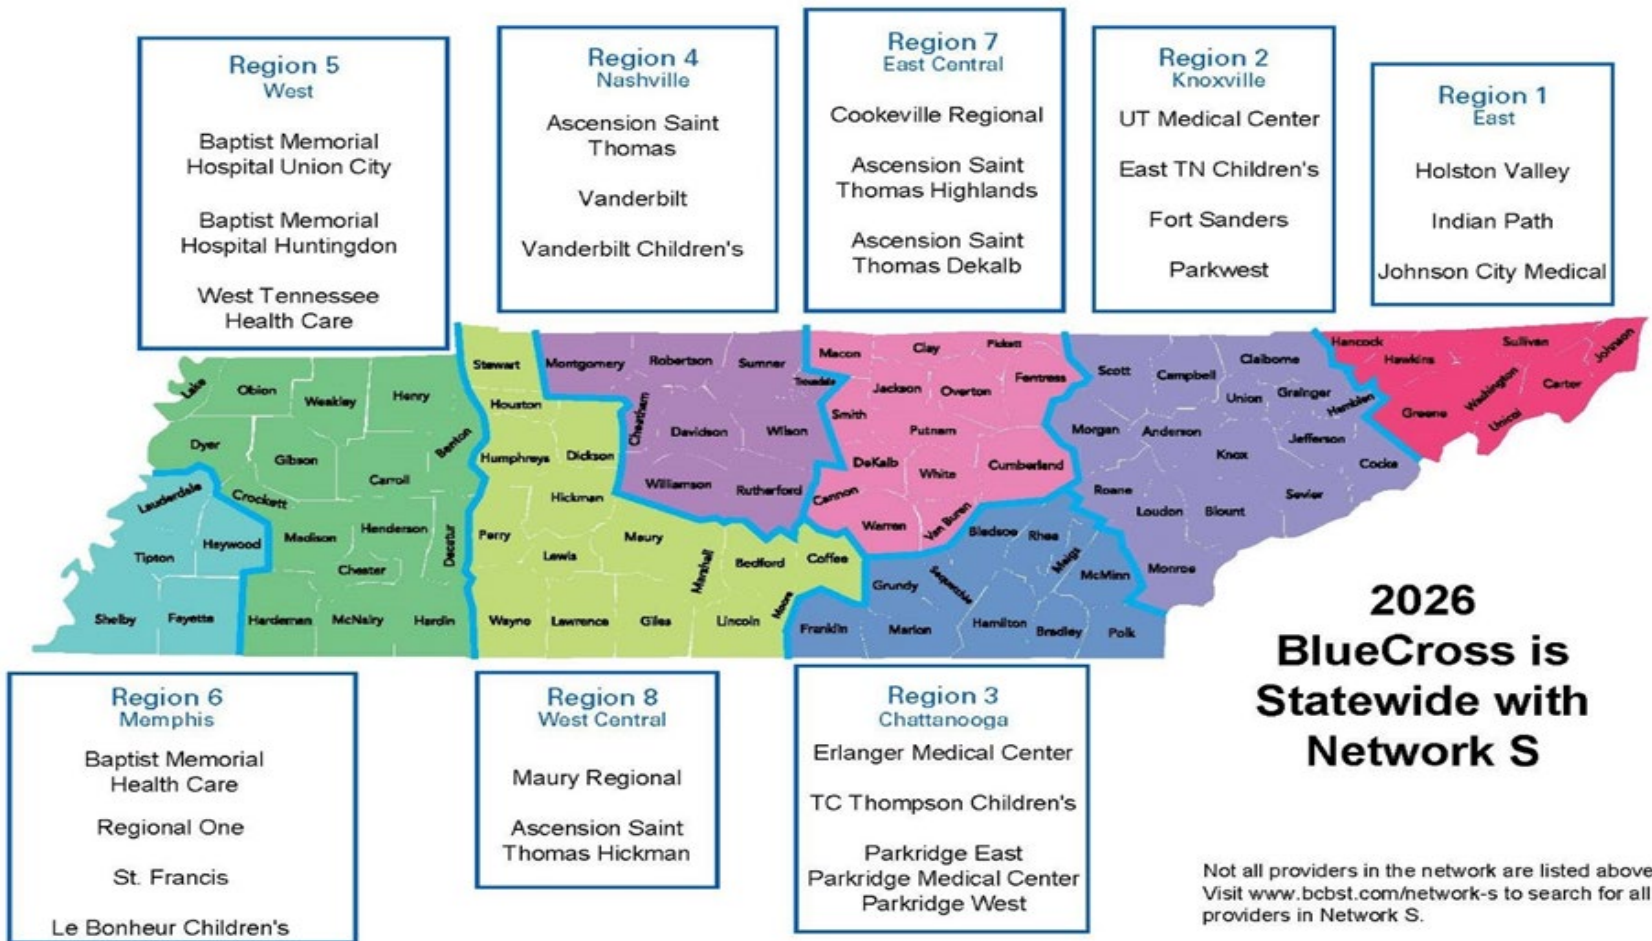 Region 5
West
Baptist Memorial
Hospital Union City
Baptist Memorial
Hospital Huntingdon
West Tennessee
Health Care
Region 4
Nashville
Ascension Saint
Thomas
Vanderbilt
Vanderbilt Children's
Region 7
East Central
Cookeville Regional
Ascension Saint
Thomas Highlands
Ascension Saint
Thomas Dekalb
Region 2
Knoxville
UT Medical Center
East TN Children's
Fort Sanders
Parkwest
Region 1
East
Holston Valley
Indian Path
Johnson City Medical
Lake
Obion
Weakley
Henry
Dyer
Gibson
Carroll
Benton
Crockett
Madison
Henderson
Decatur
Chester
Hardeman
McNairy
Hardin
Lauderdale
Tipton
Haywood
Shelby
Fayette
Stewart
Houston
Humphreys
Dickson
Hickman
Perry
Lewis
Maury
Marshall
Bedford
Coffee
Wayne
Lawrence
Giles
Lincoln
Moore
Montgomery
Robertson
Sumner
Trousdale
Cheatham
Davidson
Wilson
Williamson
Rutherford
Macon
Clay
Pickett
Jackson
Overton
Fentress
Smith
Putnam
DeKalb
White
Cumberland
Cannon
Warren
Van Buren
Scott
Campbell
Claiborne
Union
Grainger
Hamblen
Morgan
Anderson
Jefferson
Knox
Cocke
Roane
Loudon
Blount
Sevier
Monroe
Hancock
Hawkins
Sullivan
Johnson
Greene
Washington
Carter
Unicoi
Bledsoe
Rhea
Meigs
McMinn
Grundy
Sequatchie
Franklin
Marion
Hamilton
Bradley
Polk
Region 6
Memphis
Baptist Memorial
Health Care
Regional One
St. Francis
Le Bonheur Children's
Region 8
West Central
Maury Regional
Ascension Saint
Thomas Hickman
Region 3
Chattanooga
Erlanger Medical Center
TC Thompson Children's
Parkridge East
Parkridge Medical Center
Parkridge West
2026
BlueCross is
Statewide with
Network S
Not all providers in the network are listed above
Visit www.bcbst.com/network-s to search for all
providers in Network S.